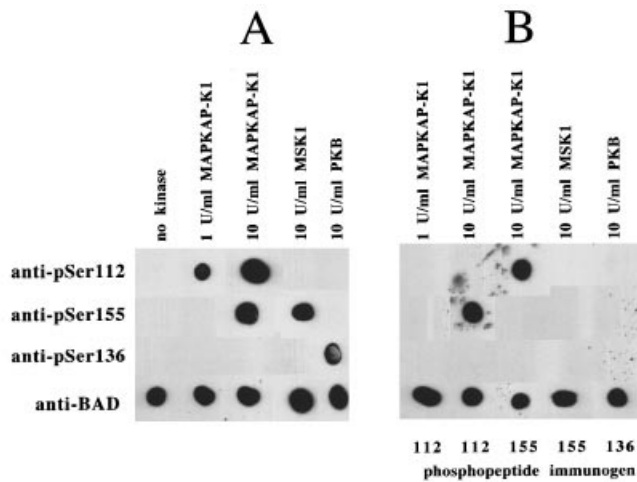 A
B
no kinase
1 U/ml MAPKAP-K1
10 U/ml MAPKAP-K1
10 U/ml MSK1
10 U/ml PKB
1 U/ml MAPKAP-K1
10 U/ml MAPKAP-K1
10 U/ml MAPKAP-K1
10 U/ml MSK1
10 U/ml PKB
anti-pSer112
anti-pSer155
anti-pSer136
anti-BAD
112 112 155 155 136
phosphopeptide immunogen